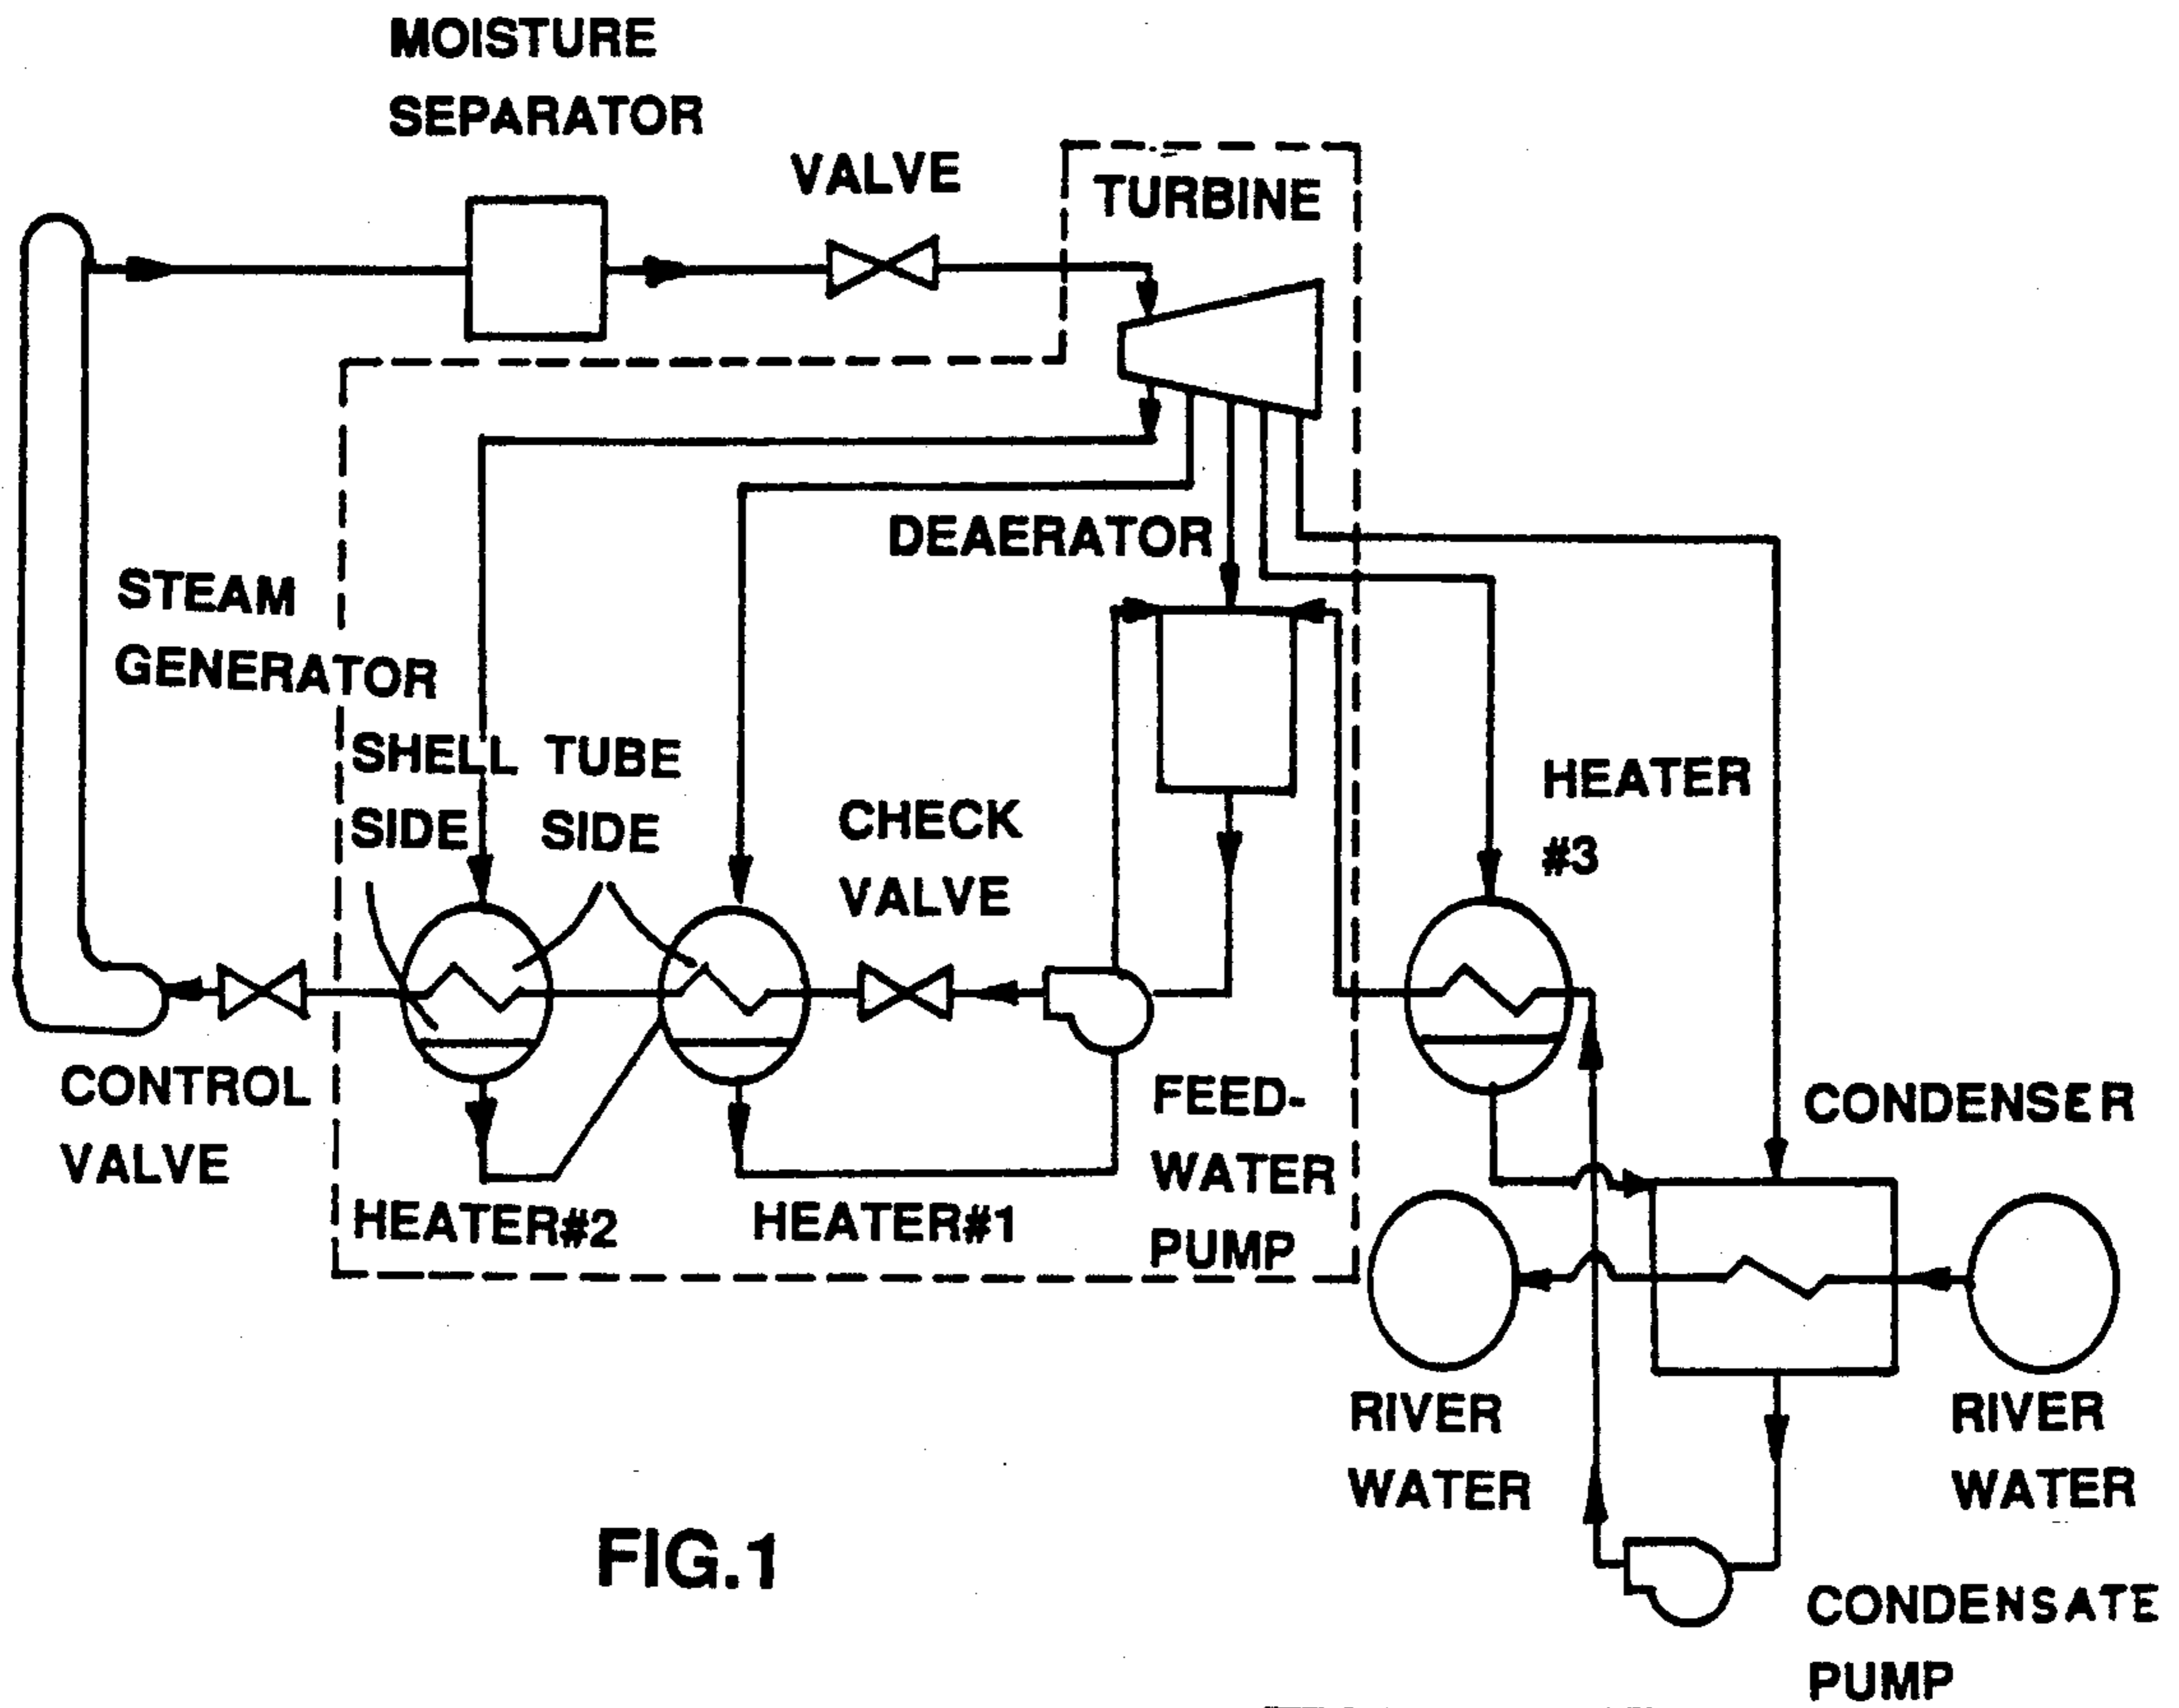 MOISTURE
SEPARATOR
VALVE
TURBINE
DEAERATOR
STEAM
GENERATOR
SHELL TUBE
SIDE SIDE
CHECK
VALVE
HEATER
#3
CONTROL
VALVE
FEED-
WATER
PUMP
CONDENSER
HEATER#2
HEATER#1
RIVER
WATER
RIVER
WATER
FIG.1
CONDENSATE
PUMP